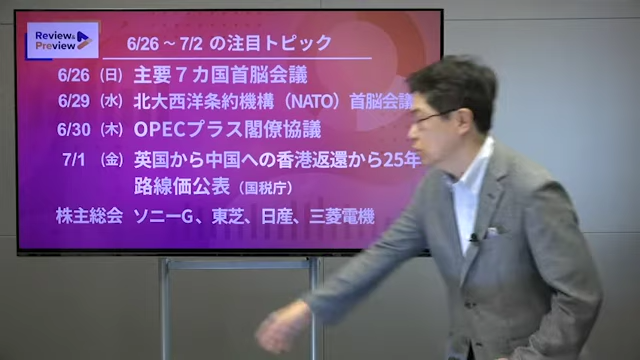 Review&
Preview
6/26～7/2 の注目トピック
6/26 (日) 主要７カ国首脳会議
6/29 (水) 北大西洋条約機構（NATO）首脳会議
6/30 (木) OPECプラス閣僚協議
7/1 (金) 英国から中国への香港返還から25年
路線価公表（国税庁）
株主総会 ソニーG、東芝、日産、三菱電機